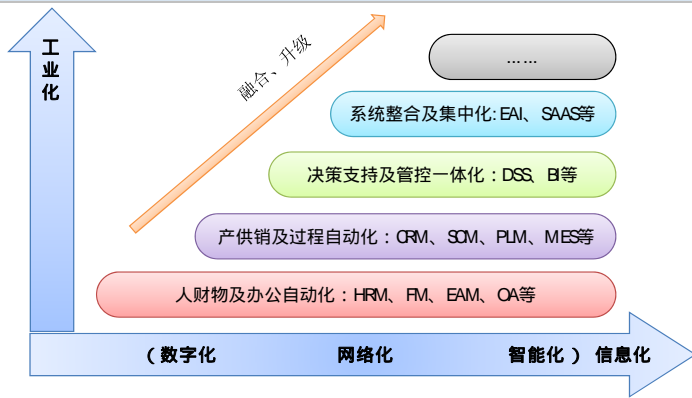 工业化
融合、升级
……
系统整合及集中化: EAI、SAAS等
决策支持及管控一体化：DSS、BI等
产供销及过程自动化：CRM、SCM、PLM、MES等
人财物及办公自动化：HRM、FM、EAM、OA等
（数字化 网络化 智能化）信息化